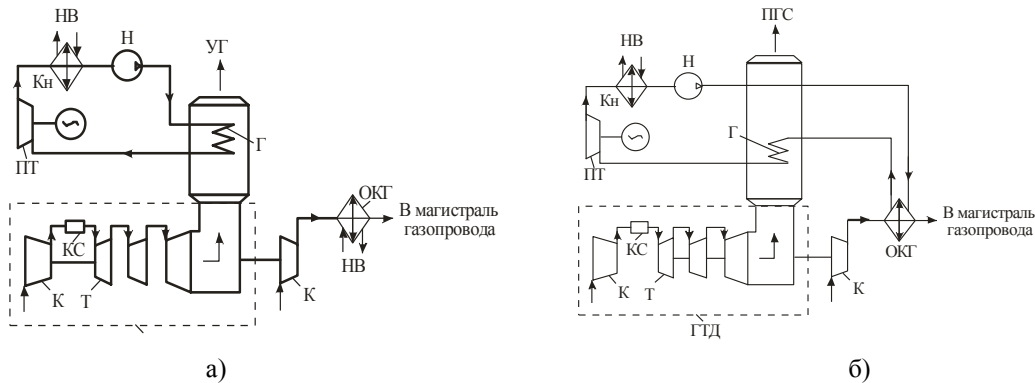 НВ
Н
УГ
Кн
Г
ПТ
ОКГ
В магистраль
газопровода
КС
НВ
К
Т
К
а)
ПГС
НВ
Н
Кн
Г
ПТ
В магистраль
газопровода
КС
ОКГ
К
Т
К
ГТД
б)